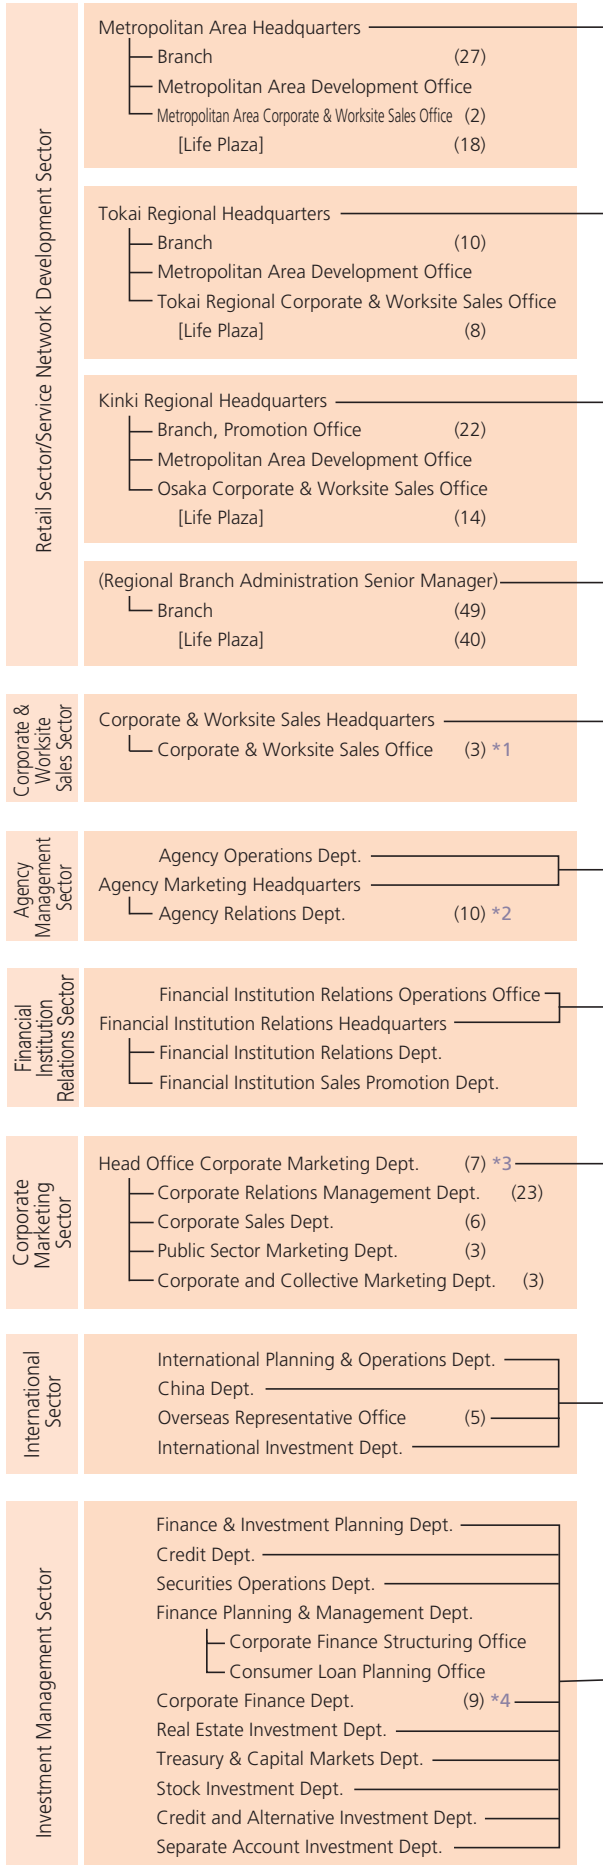 Retail Sector/Service Network Development Sector
Metropolitan Area Headquarters
Branch (27)
Metropolitan Area Development Office
Metropolitan Area Corporate & Worksite Sales Office (2)
[Life Plaza] (18)
Tokai Regional Headquarters
Branch (10)
Metropolitan Area Development Office
Tokai Regional Corporate & Worksite Sales Office
[Life Plaza] (8)
Kinki Regional Headquarters
Branch, Promotion Office (22)
Metropolitan Area Development Office
Osaka Corporate & Worksite Sales Office
[Life Plaza] (14)
(Regional Branch Administration Senior Manager)
Branch (49)
[Life Plaza] (40)
Corporate &
Worksite
Sales Sector
Corporate & Worksite Sales Headquarters
Corporate & Worksite Sales Office (3) *1
Agency
Management
Sector
Agency Operations Dept.
Agency Marketing Headquarters
Agency Relations Dept. (10) *2
Financial
Institution
Relations Sector
Financial Institution Relations Operations Office
Financial Institution Relations Headquarters
Financial Institution Relations Dept.
Financial Institution Sales Promotion Dept.
Corporate
Marketing
Sector
Head Office Corporate Marketing Dept. (7) *3
Corporate Relations Management Dept. (23)
Corporate Sales Dept. (6)
Public Sector Marketing Dept. (3)
Corporate and Collective Marketing Dept. (3)
International
Sector
International Planning & Operations Dept.
China Dept.
Overseas Representative Office (5)
International Investment Dept.
Investment Management Sector
Finance & Investment Planning Dept.
Credit Dept.
Securities Operations Dept.
Finance Planning & Management Dept.
Corporate Finance Structuring Office
Consumer Loan Planning Office
Corporate Finance Dept. (9) *4
Real Estate Investment Dept.
Treasury & Capital Markets Dept.
Stock Investment Dept.
Credit and Alternative Investment Dept.
Separate Account Investment Dept.